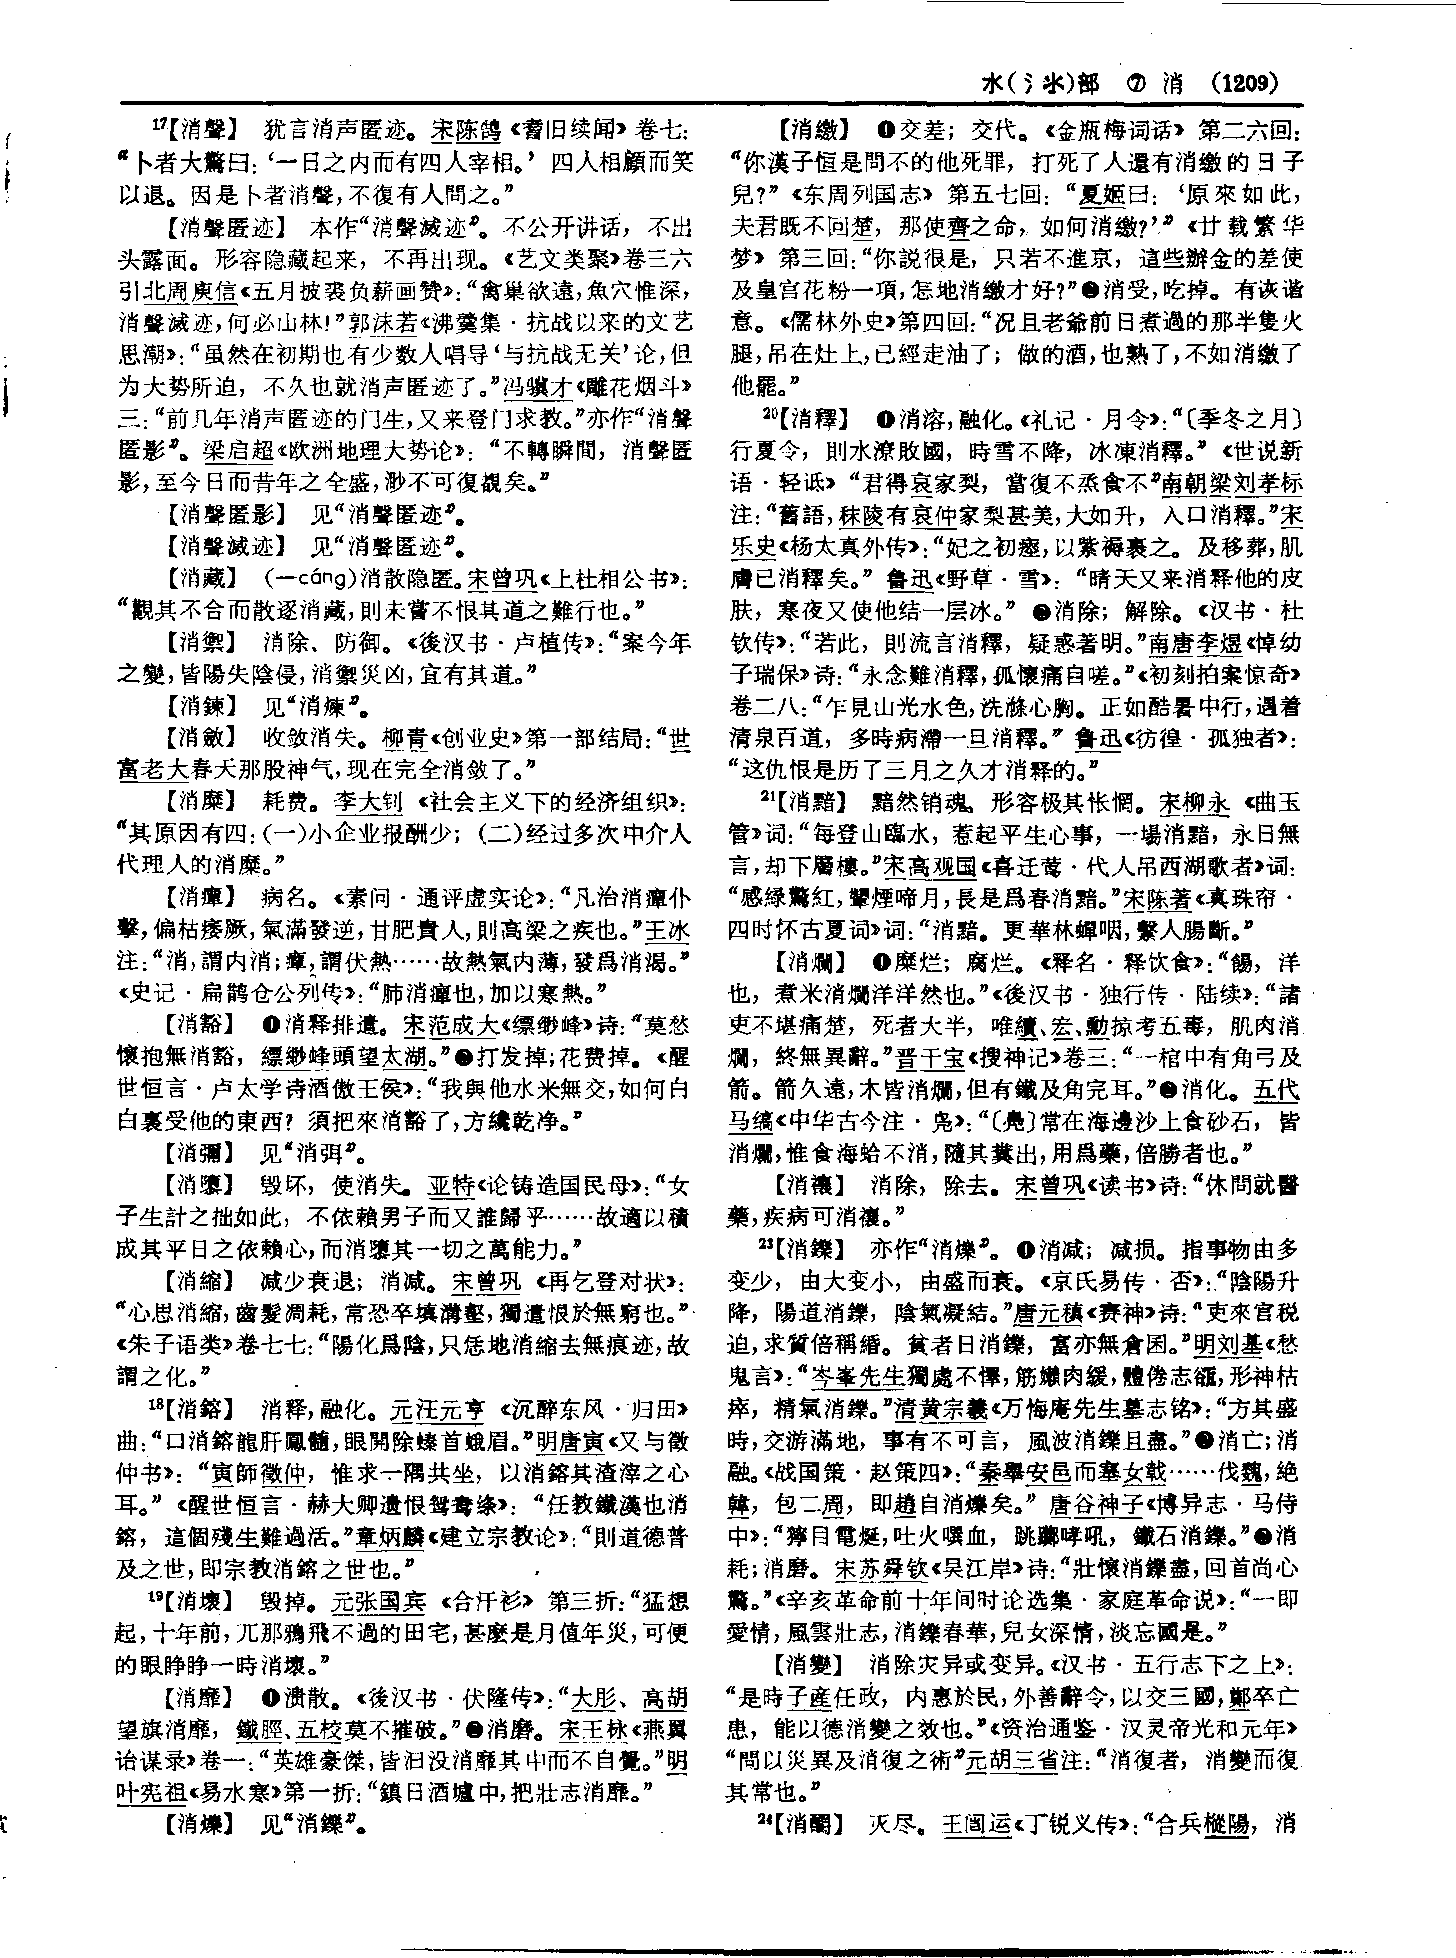 水(氵氺)部 ⑦ 消 (1209)
17【消聲】 犹言消声匿迹。宋陈鹄《耆旧续闻》卷七:
“卜者大驚曰:‘一日之内而有四人宰相。’四人相顧而笑
以退。因是卜者消聲,不復有人問之。”
【消聲匿迹】 本作“消聲滅迹”。不公开讲话,不出
头露面。形容隐藏起来,不再出现。《艺文类聚》卷三六
引北周庾信《五月披裘负薪画赞》:“禽巢欲遠,魚穴惟深,
消聲滅迹,何必山林!”郭沫若《沸羹集·抗战以来的文艺
思潮》:“虽然在初期也有少数人唱导‘与抗战无关’论,但
为大势所迫,不久也就消声匿迹了。”冯骥才《雕花烟斗》
三:“前几年消声匿迹的门生,又来登门求教。”亦作“消聲
匿影”。梁启超《欧洲地理大势论》:“不轉瞬間,消聲匿
影,至今日而昔年之全盛,渺不可復覩矣。”
【消聲匿影】 见“消聲匿迹”。
【消聲滅迹】 见“消聲匿迹”。
【消藏】 (—cáng)消散隐匿。宋曾巩《上杜相公书》:
“觀其不合而散逐消藏,則未嘗不恨其道之難行也。”
【消禦】 消除、防御。《後汉书·卢植传》:“案今年
之變,皆陽失陰侵,消禦災凶,宜有其道。”
【消鍊】 见“消煉”。
【消斂】 收敛消失。柳青《创业史》第一部结局:“世
富老大春天那股神气,现在完全消敛了。”
【消糜】 耗费。李大钊《社会主义下的经济组织》:
“其原因有四:(一)小企业报酬少;(二)经过多次中介人
代理人的消糜。”
【消癉】 病名。《素问·通评虚实论》:“凡治消癉仆
擊,偏枯痿厥,氣滿發逆,甘肥貴人,則高梁之疾也。”王冰
注:“消,謂内消;癉,謂伏熱……故熱氣内薄,發爲消渴。”
《史记·扁鹊仓公列传》:“肺消癉也,加以寒熱。”
【消豁】 ❶消释排遣。宋范成大《缥缈峰》诗:“莫愁
懷抱無消豁,縹緲峰頭望太湖。”❷打发掉;花费掉。《醒
世恒言·卢太学诗酒傲王侯》:“我與他水米無交,如何白
白裏受他的東西?須把來消豁了,方纔乾净。”
【消彌】 见“消弭”。
【消隳】 毁坏,使消失。亚特《论铸造国民母》:“女
子生計之拙如此,不依賴男子而又誰歸乎……故適以積
成其平日之依賴心,而消隳其一切之萬能力。”
【消縮】 减少衰退;消减。宋曾巩《再乞登对状》:
“心思消縮,齒髮凋耗,常恐卒填溝壑,獨遺恨於無窮也。”
《朱子语类》卷七七:“陽化爲陰,只恁地消縮去無痕迹,故
謂之化。”
18【消鎔】 消释,融化。元汪元亨《沉醉东风·归田》
曲:“口消鎔龍肝鳳髓,眼開除螓首娥眉。”明唐寅《又与徵
仲书》:“寅師徵仲,惟求一隅共坐,以消鎔其渣滓之心
耳。”《醒世恒言·赫大卿遗恨鸳鸯绦》:“任教鐵漢也消
鎔,這個殘生難過活。”章炳麟《建立宗教论》:“則道德普
及之世,即宗教消鎔之世也。”
19【消壞】 毁掉。元张国宾《合汗衫》第三折:“猛想
起,十年前,兀那鴉飛不過的田宅,甚麽是月值年災,可便
的眼睁睁一時消壞。”
【消靡】 ❶溃散。《後汉书·伏隆传》:“大肜、高胡
望旗消靡,鐵脛、五校莫不摧破。”❷消磨。宋王栐《燕翼
诒谋录》卷一:“英雄豪傑,皆汩没消靡其中而不自覺。”明
叶宪祖《易水寒》第一折:“鎮日酒壚中,把壯志消靡。”
【消爍】 见“消鑠”。
【消繳】 ❶交差;交代。《金瓶梅词话》第二六回:
“你漢子恒是問不的他死罪,打死了人還有消繳的日子
兒?”《东周列国志》第五七回:“夏姬曰:‘原來如此,
夫君既不回楚,那使齊之命,如何消繳?’”《廿载繁华
梦》第三回:“你説很是,只若不進京,這些辦金的差使
及皇宫花粉一項,怎地消繳才好?”❷消受,吃掉。有诙谐
意。《儒林外史》第四回:“况且老爺前日煮過的那半隻火
腿,吊在灶上,已經走油了;做的酒,也熟了,不如消繳了
他罷。”
20【消釋】 ❶消溶,融化。《礼记·月令》:“〔季冬之月〕
行夏令,則水潦敗國,時雪不降,冰凍消釋。”《世说新
语·轻诋》“君得哀家梨,當復不烝食不”南朝梁刘孝标
注:“舊語,秣陵有哀仲家梨甚美,大如升,入口消釋。”宋
乐史《杨太真外传》:“妃之初瘞,以紫褥裹之。及移葬,肌
膚已消釋矣。”鲁迅《野草·雪》:“晴天又来消释他的皮
肤,寒夜又使他结一层冰。”❷消除;解除。《汉书·杜
钦传》:“若此,則流言消釋,疑惑著明。”南唐李煜《悼幼
子瑞保》诗:“永念難消釋,孤懷痛自嗟。”《初刻拍案惊奇》
卷二八:“乍見山光水色,洗滌心胸。正如酷暑中行,遇着
清泉百道,多時病滯一旦消釋。”鲁迅《彷徨·孤独者》:
“这仇恨是历了三月之久才消释的。”
21【消黯】 黯然销魂。形容极其怅惘。宋柳永《曲玉
管》词:“每登山臨水,惹起平生心事,一場消黯,永日無
言,却下層樓。”宋高观国《喜迁莺·代人吊西湖歌者》词:
“感緑驚紅,顰煙啼月,長是爲春消黯。”宋陈著《真珠帘·
四时怀古夏词》词:“消黯。更華林蟬咽,繫人腸斷。”
【消爛】 ❶糜烂;腐烂。《释名·释饮食》:“餳,洋
也,煮米消爛洋洋然也。”《後汉书·独行传·陆续》:“諸
吏不堪痛楚,死者大半,唯續、宏、勳掠考五毒,肌肉消
爛,終無異辭。”晋干宝《搜神记》卷三:“一棺中有角弓及
箭。箭久遠,木皆消爛,但有鐵及角完耳。”❷消化。五代
马缟《中华古今注·凫》:“〔鳧〕常在海邊沙上食砂石,皆
消爛,惟食海蛤不消,隨其糞出,用爲藥,倍勝者也。”
【消禳】 消除,除去。宋曾巩《读书》诗:“休問就醫
藥,疾病可消禳。”
23【消鑠】 亦作“消爍”。❶消减;减损。指事物由多
变少,由大变小,由盛而衰。《京氏易传·否》:“陰陽升
降,陽道消鑠,陰氣凝結。”唐元稹《赛神》诗:“吏來官税
迫,求質倍稱緡。貧者日消鑠,富亦無倉囷。”明刘基《愁
鬼言》:“岑峯先生獨處不懌,筋嬾肉緩,體倦志頽,形神枯
瘁,精氣消鑠。”清黄宗羲《万悔庵先生墓志铭》:“方其盛
時,交游滿地,事有不可言,風波消鑠且盡。”❷消亡;消
融。《战国策·赵策四》:“秦舉安邑而塞女戟……伐魏,絶
韓,包二周,即趙自消爍矣。”唐谷神子《博异志·马侍
中》:“獰目電㷼,吐火噀血,跳躑哮吼,鐵石消鑠。”❸消
耗;消磨。宋苏舜钦《吴江岸》诗:“壯懷消鑠盡,回首尚心
驚。”《辛亥革命前十年间时论选集·家庭革命说》:“一即
愛情,風雲壯志,消鑠春華,兒女深情,淡忘國是。”
【消變】 消除灾异或变异。《汉书·五行志下之上》:
“是時子産任政,内惠於民,外善辭令,以交三國,鄭卒亡
患,能以德消變之效也。”《资治通鉴·汉灵帝光和元年》
“問以災異及消復之術”元胡三省注:“消復者,消變而復
其常也。”
24【消釂】 灭尽。王闿运《丁锐义传》:“合兵樅陽,消